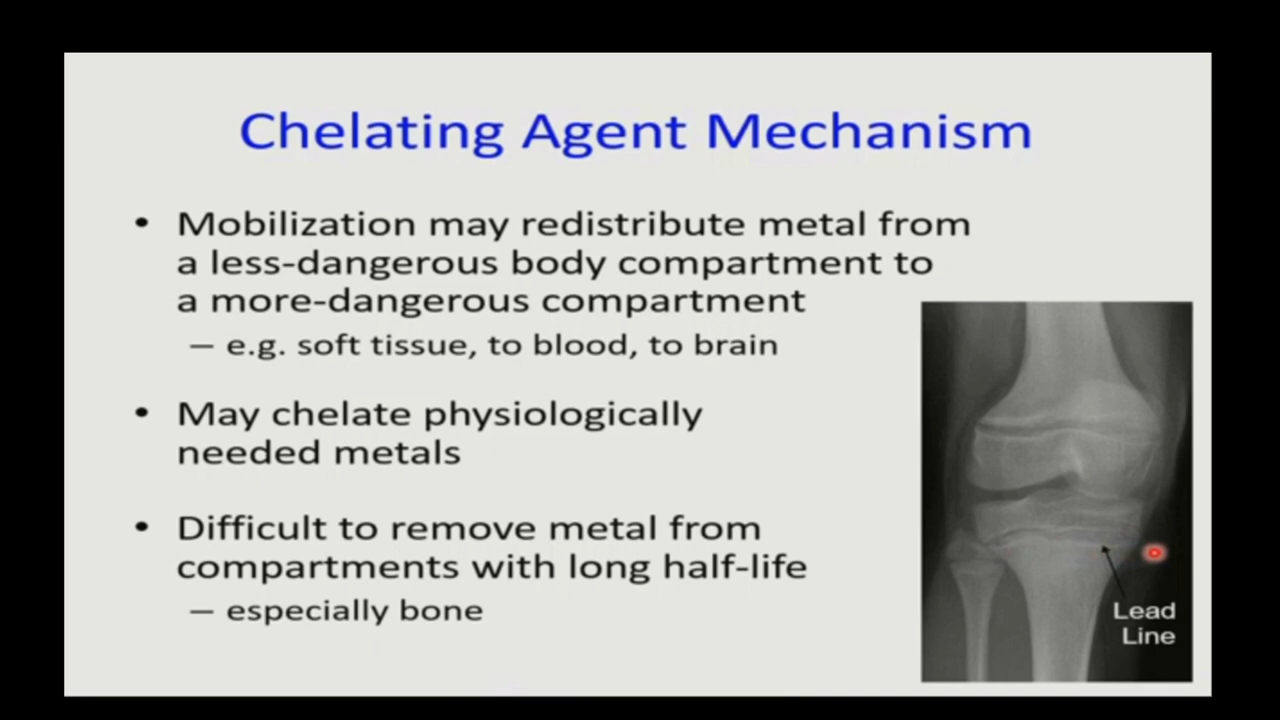 Chelating Agent Mechanism
• Mobilization may redistribute metal from
a less-dangerous body compartment to
a more-dangerous compartment
– e.g. soft tissue, to blood, to brain
• May chelate physiologically
needed metals
• Difficult to remove metal from
compartments with long half-life
– especially bone
Lead
Line